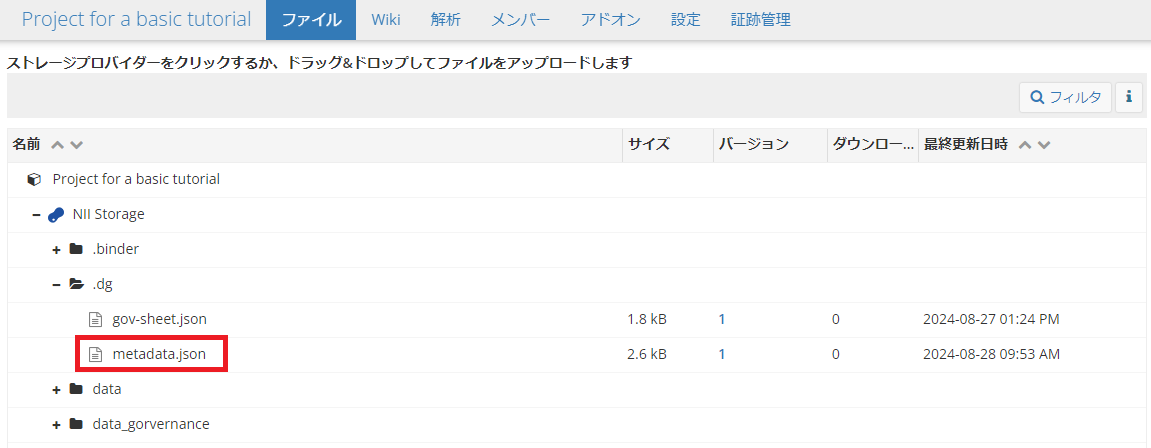 Project for a basic tutorial ファイル Wiki 解析 メンバー アドオン 設定 証跡管理
ストレージプロバイダーをクリックするか、ドラッグ&ドロップしてファイルをアップロードします
フィルタ
名前 サイズ バージョン ダウンロー... 最終更新日時
Project for a basic tutorial
NII Storage
.binder
.dg
gov-sheet.json 1.8 kB 1 0 2024-08-27 01:24 PM
metadata.json 2.6 kB 1 0 2024-08-28 09:53 AM
data
data_gorvernance